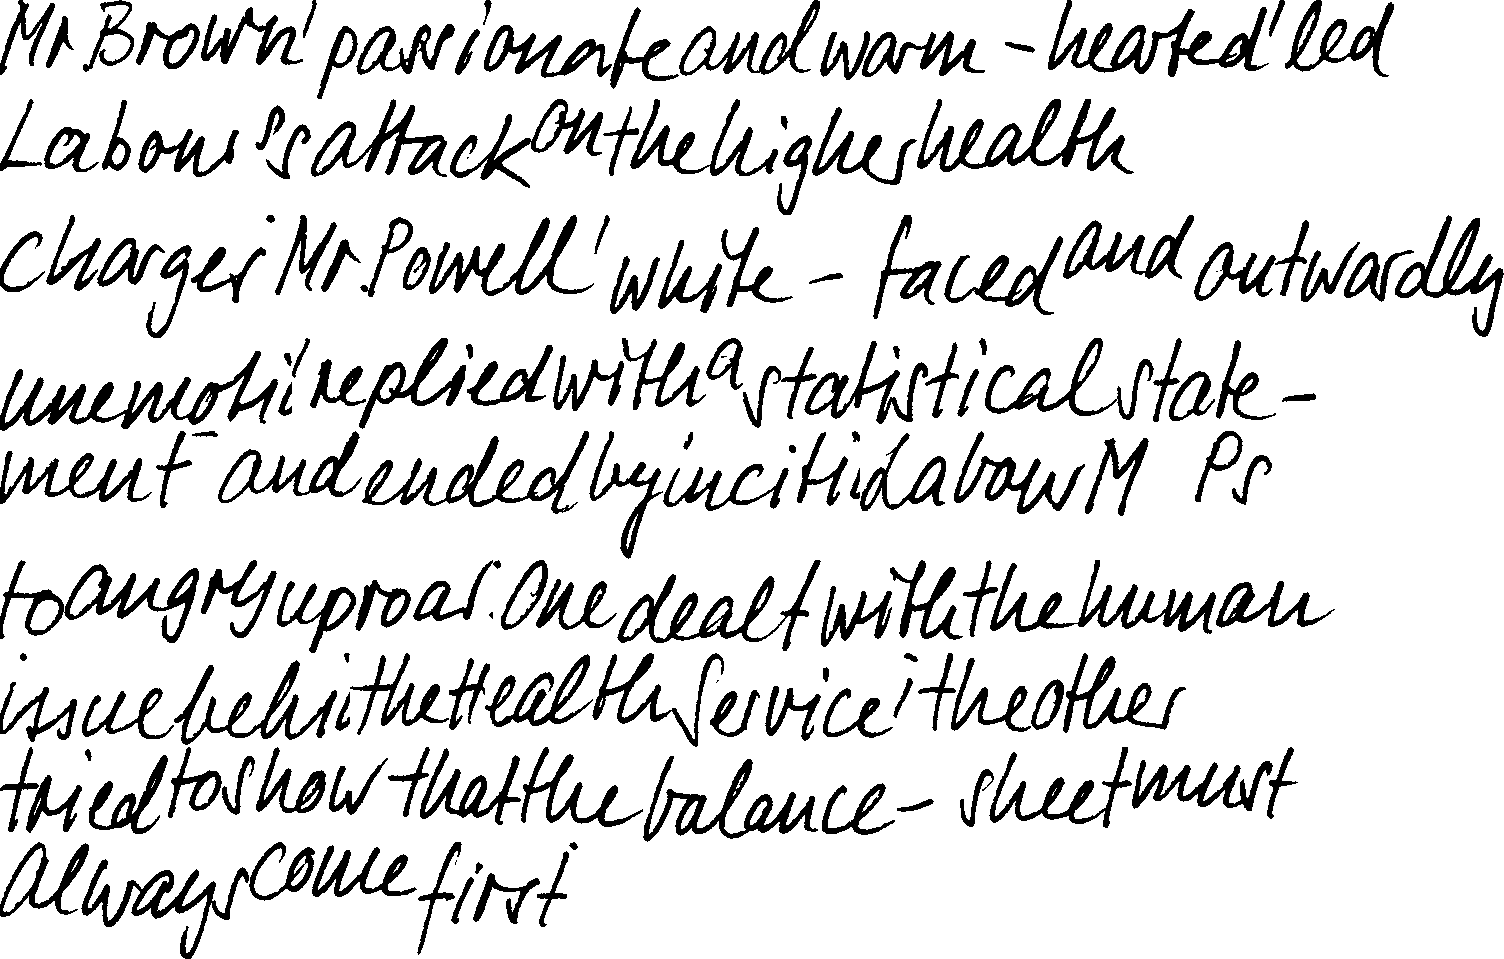 Mr. Brown, passionate and warm-hearted, led
Labour's attack on the higher health
charges. Mr. Powell, white-faced and outwardly
unemoti, replied with a statistical state-
ment - and ended by inciti Labour M Ps
to angry uproar. One dealt with the human
issue behi the Health Service; the other
tried to show that the balance-sheet must
always come first